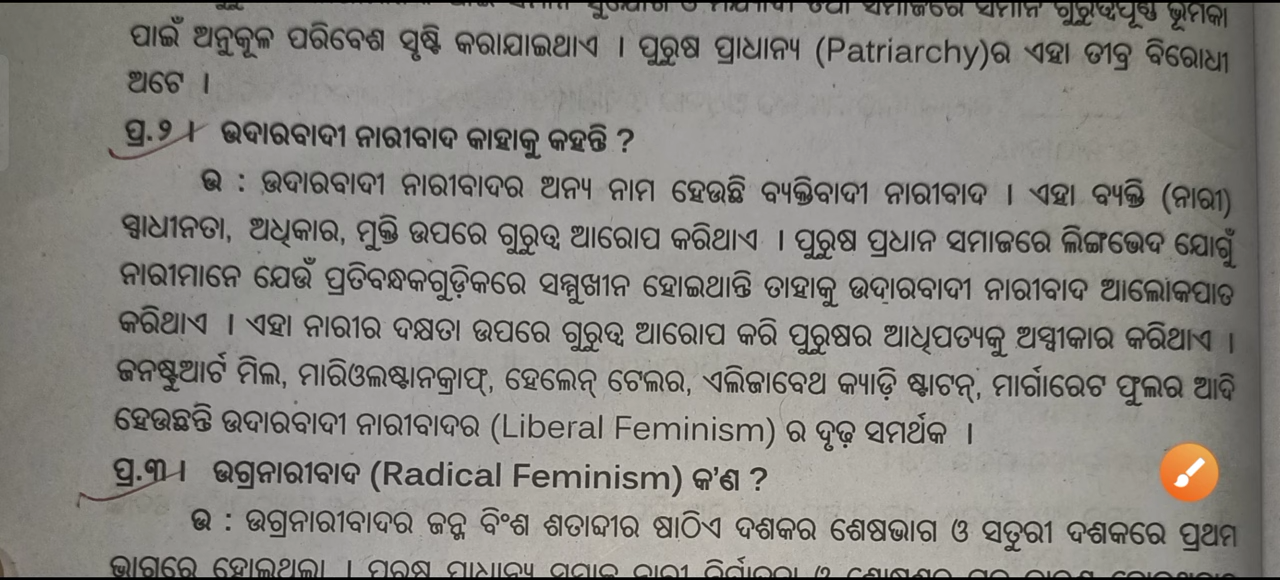 ପାଇଁ ଅନୁକୂଳ ପରିବେଶ ସୃଷ୍ଟି କରାଯାଇଥାଏ । ପୁରୁଷ ପ୍ରାଧାନ୍ୟ (Patriarchy)ର ଏହା ତୀବ୍ର ବିରୋଧୀ
ଅଟେ ।
ପ୍ର.୨ । ଉଦାରବାଦୀ ନାରୀବାଦ କାହାକୁ କହନ୍ତି ?
ଉ : ଉଦାରବାଦୀ ନାରୀବାଦର ଅନ୍ୟ ନାମ ହେଉଛି ବ୍ୟକ୍ତିବାଦୀ ନାରୀବାଦ । ଏହା ବ୍ୟକ୍ତି (ନାରୀ)
ସ୍ୱାଧୀନତା, ଅଧିକାର, ମୁକ୍ତି ଉପରେ ଗୁରୁତ୍ୱ ଆରୋପ କରିଥାଏ । ପୁରୁଷ ପ୍ରଧାନ ସମାଜରେ ଲିଙ୍ଗଭେଦ ଯୋଗୁଁ
ନାରୀମାନେ ଯେଉଁ ପ୍ରତିବନ୍ଧକଗୁଡ଼ିକରେ ସମ୍ମୁଖୀନ ହୋଇଥାନ୍ତି ତାହାକୁ ଉଦାରବାଦୀ ନାରୀବାଦ ଆଲୋକପାତ
କରିଥାଏ । ଏହା ନାରୀର ଦକ୍ଷତା ଉପରେ ଗୁରୁତ୍ୱ ଆରୋପ କରି ପୁରୁଷର ଆଧିପତ୍ୟକୁ ଅସ୍ୱୀକାର କରିଥାଏ ।
ଜନଷ୍ଟୁଆର୍ଟ ମିଲ, ମାରିଓଲଷ୍ଟାନକ୍ରାଫ୍, ହେଲେନ୍ ଟେଲର, ଏଲିଜାବେଥ କ୍ୟାଡ଼ି ଷ୍ଟାଟନ୍, ମାର୍ଗାରେଟ ଫୁଲର ଆଦି
ହେଉଛନ୍ତି ଉଦାରବାଦୀ ନାରୀବାଦର (Liberal Feminism) ର ଦୃଢ଼ ସମର୍ଥକ ।
ପ୍ର.୩ । ଉଗ୍ରନାରୀବାଦ (Radical Feminism) କ'ଣ ?
ଉ : ଉଗ୍ରନାରୀବାଦର ଜନ୍ମ ବିଂଶ ଶତାବ୍ଦୀର ଷାଠିଏ ଦଶକର ଶେଷଭାଗ ଓ ସତୁରୀ ଦଶକରେ ପ୍ରଥମ
ଭାଗରେ ହୋଇଥିଲା ।